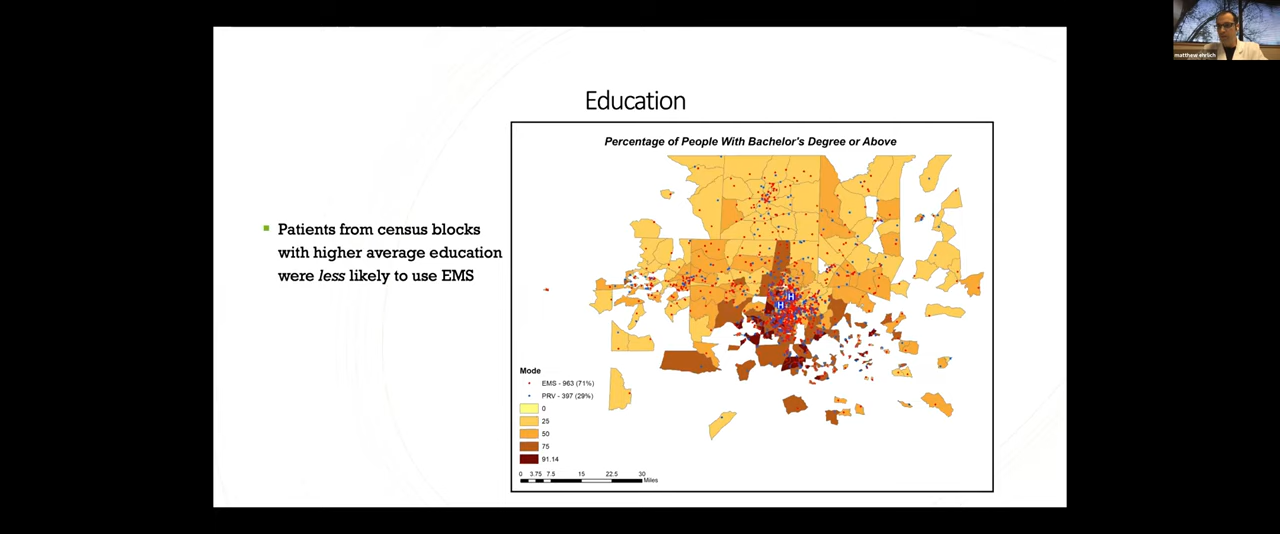 matthew ehrlich
Education
Percentage of People With Bachelor's Degree or Above
Patients from census blocks
with higher average education
were less likely to use EMS
H
H
Mode
EMS - 963 (71%)
PRV - 397 (29%)
0
25
50
75
91.14
0 3.75 7.5 15 22.5 30
Miles